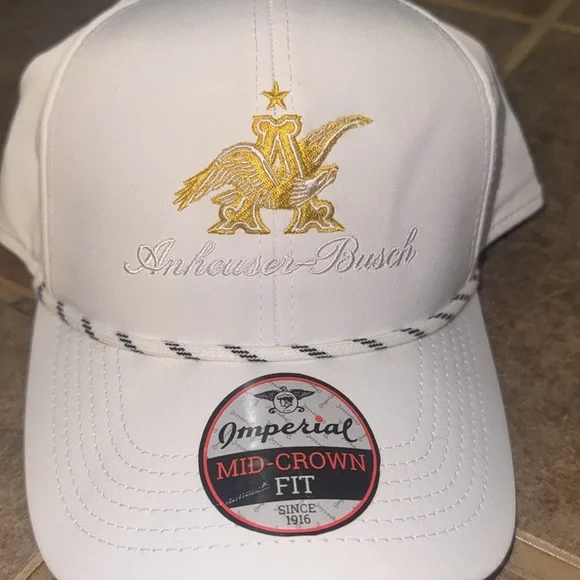 A
Anheuser-Busch
Imperial
MID-CROWN
FIT
SINCE
1916